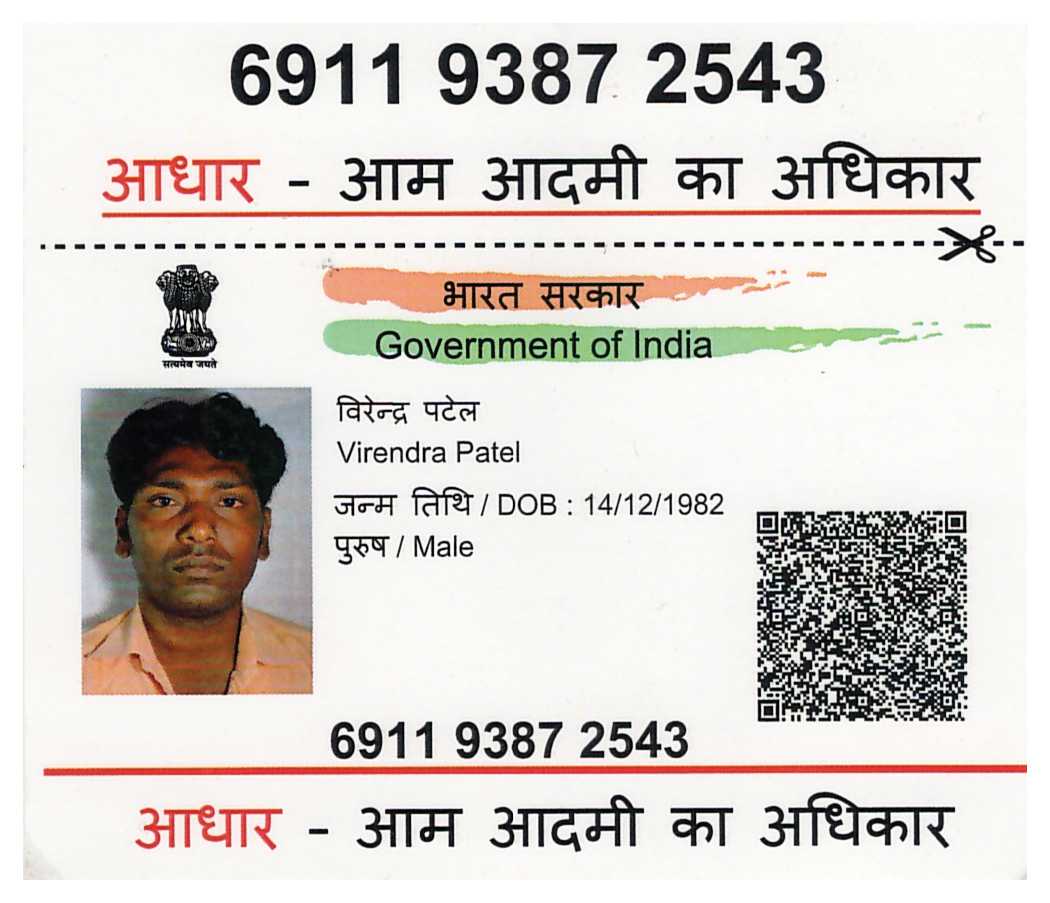 6911 9387 2543
आधार - आम आदमी का अधिकार
भारत सरकार
Government of India
सत्यमेव जयते
विरेन्द्र पटेल
Virendra Patel
जन्म तिथि / DOB : 14/12/1982
पुरुष / Male
6911 9387 2543
आधार - आम आदमी का अधिकार